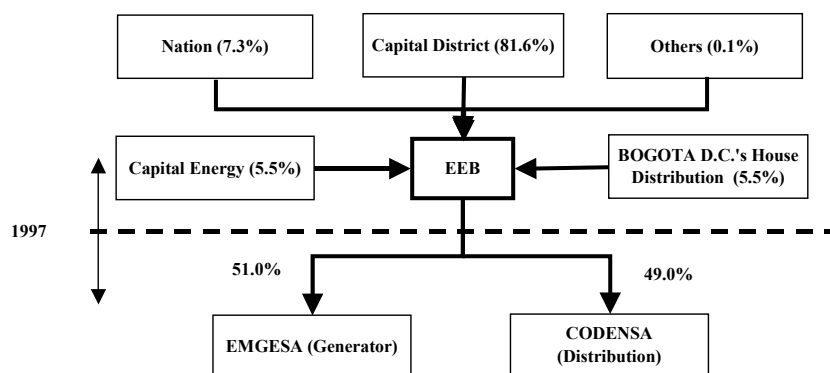 Nation (7.3%)
Capital District (81.6%)
Others (0.1%)
Capital Energy (5.5%)
EEB
BOGOTA D.C.'s House
Distribution (5.5%)
1997
51.0%
49.0%
EMGESA (Generator)
CODENSA
(Distribution)